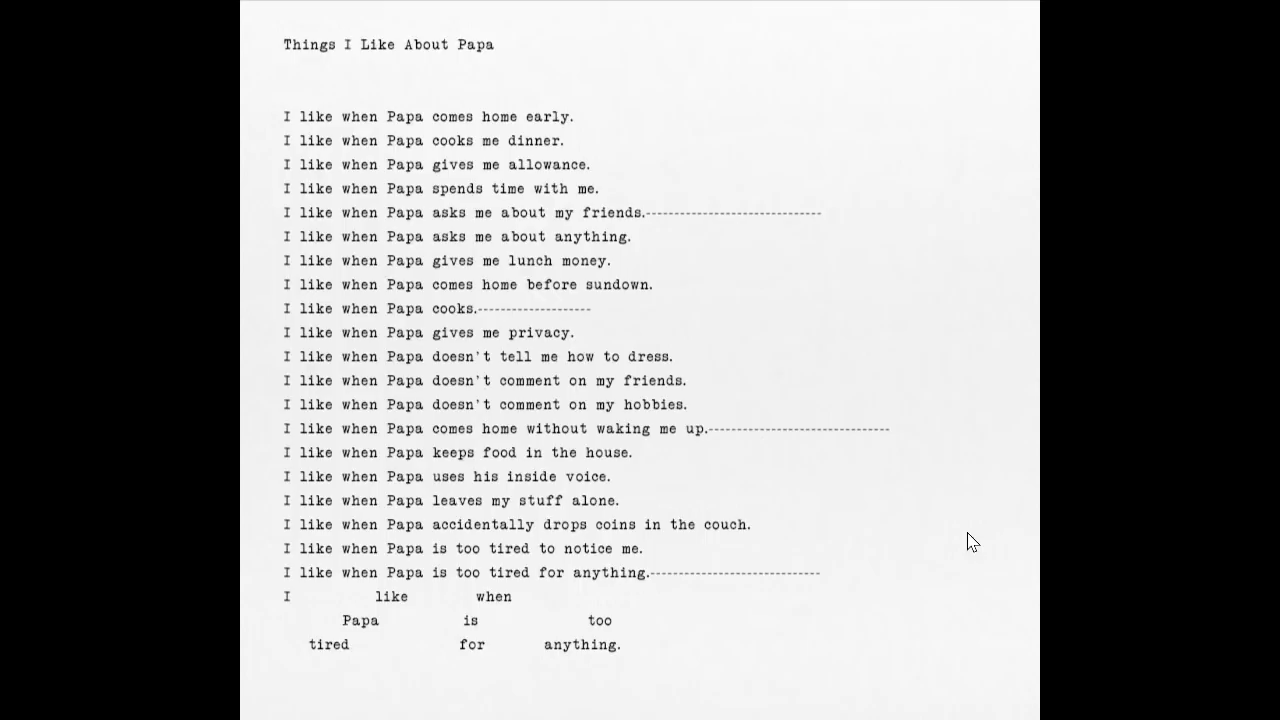 Things I Like About Papa
I like when Papa comes home early.
I like when Papa cooks me dinner.
I like when Papa gives me allowance.
I like when Papa spends time with me.
I like when Papa asks me about my friends.-----------------------------
I like when Papa asks me about anything.
I like when Papa gives me lunch money.
I like when Papa comes home before sundown.
I like when Papa cooks.-------------------
I like when Papa gives me privacy.
I like when Papa doesn't tell me how to dress.
I like when Papa doesn't comment on my friends.
I like when Papa doesn't comment on my hobbies.
I like when Papa comes home without waking me up.------------------------------
I like when Papa keeps food in the house.
I like when Papa uses his inside voice.
I like when Papa leaves my stuff alone.
I like when Papa accidentally drops coins in the couch.
I like when Papa is too tired to notice me.
I like when Papa is too tired for anything.----------------------------
I like when
Papa is too
tired for anything.